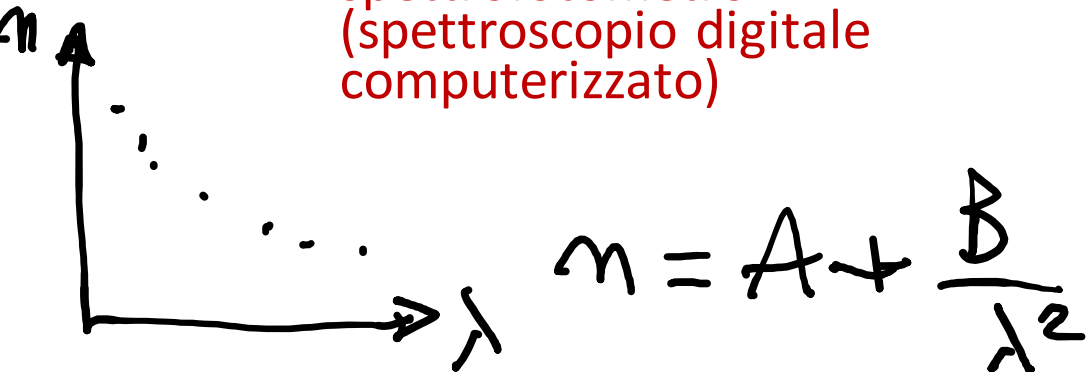 (spettroscopio digitale
computerizzato)
n
λ
n = A + B/λ²